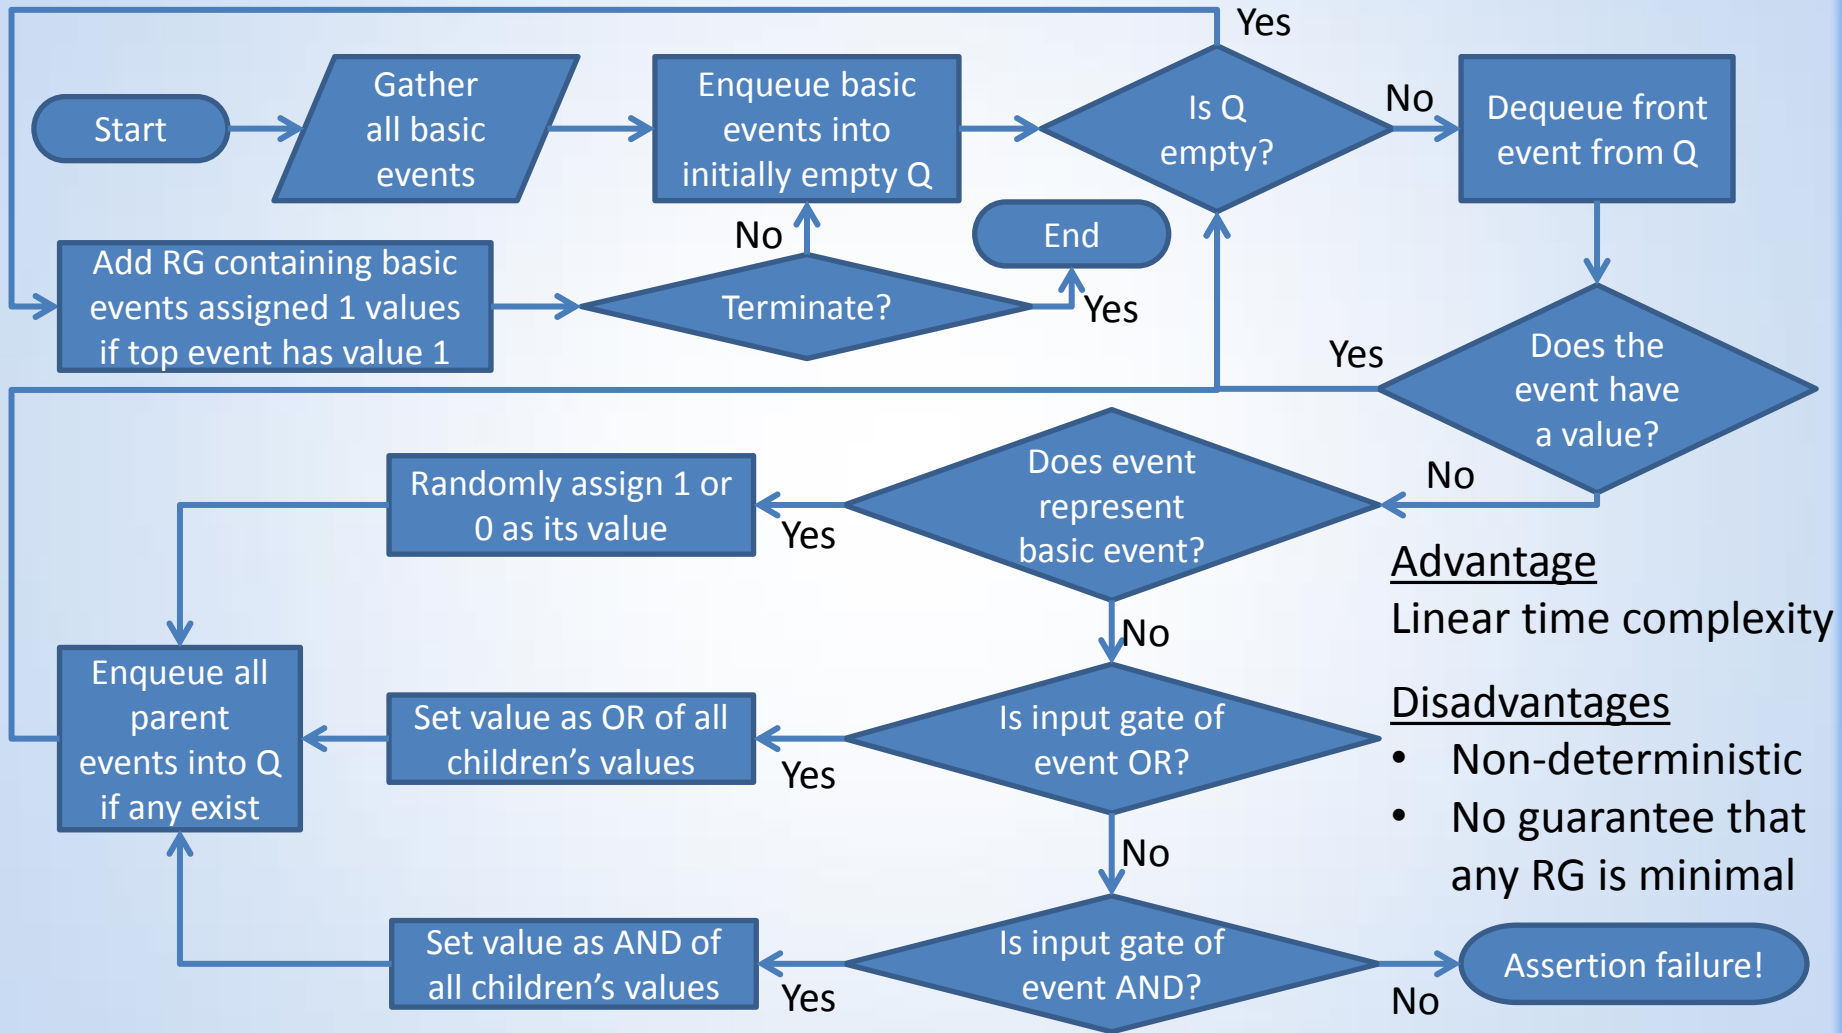 Yes
Start
Gather
all basic
events
Enqueue basic
events into
initially empty Q
Is Q
empty?
No
Dequeue front
event from Q
Add RG containing basic
events assigned 1 values
if top event has value 1
No
Terminate?
End
Yes
Yes
Does the
event have
a value?
No
Randomly assign 1 or
0 as its value
Yes
Does event
represent
basic event?
No
Advantage
Linear time complexity
Enqueue all
parent
events into Q
if any exist
Set value as OR of all
children’s values
Yes
Is input gate of
event OR?
No
Disadvantages
• Non-deterministic
• No guarantee that
any RG is minimal
Set value as AND of
all children’s values
Yes
Is input gate of
event AND?
No
Assertion failure!